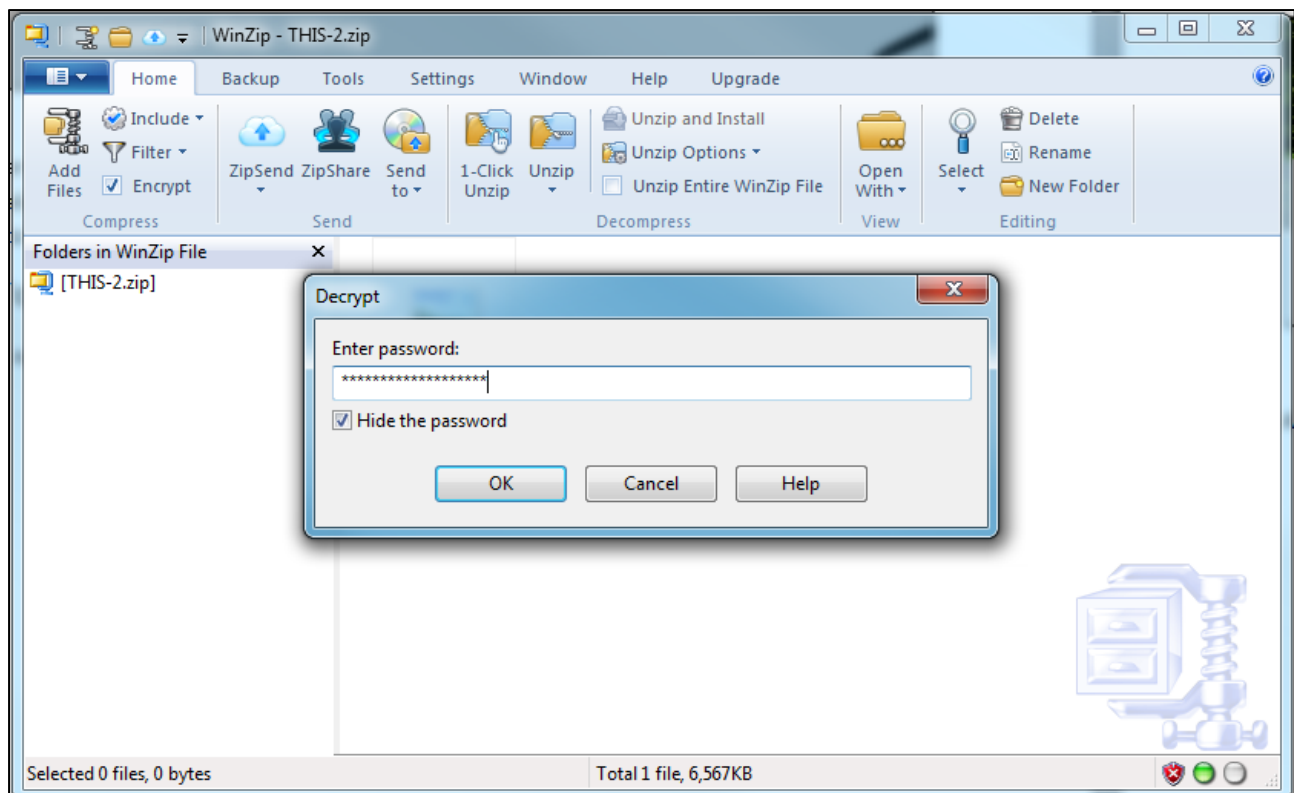 WinZip - THIS-2.zip
Home Backup Tools Settings Window Help Upgrade
Add Files
Include
Filter
Encrypt
Compress
ZipSend
ZipShare
Send to
Send
1-Click Unzip
Unzip
Unzip and Install
Unzip Options
Unzip Entire WinZip File
Decompress
Open With
View
Select
Delete
Rename
New Folder
Editing
Folders in WinZip File
[THIS-2.zip]
Decrypt
Enter password:
*******************
Hide the password
OK Cancel Help
Selected 0 files, 0 bytes
Total 1 file, 6,567KB